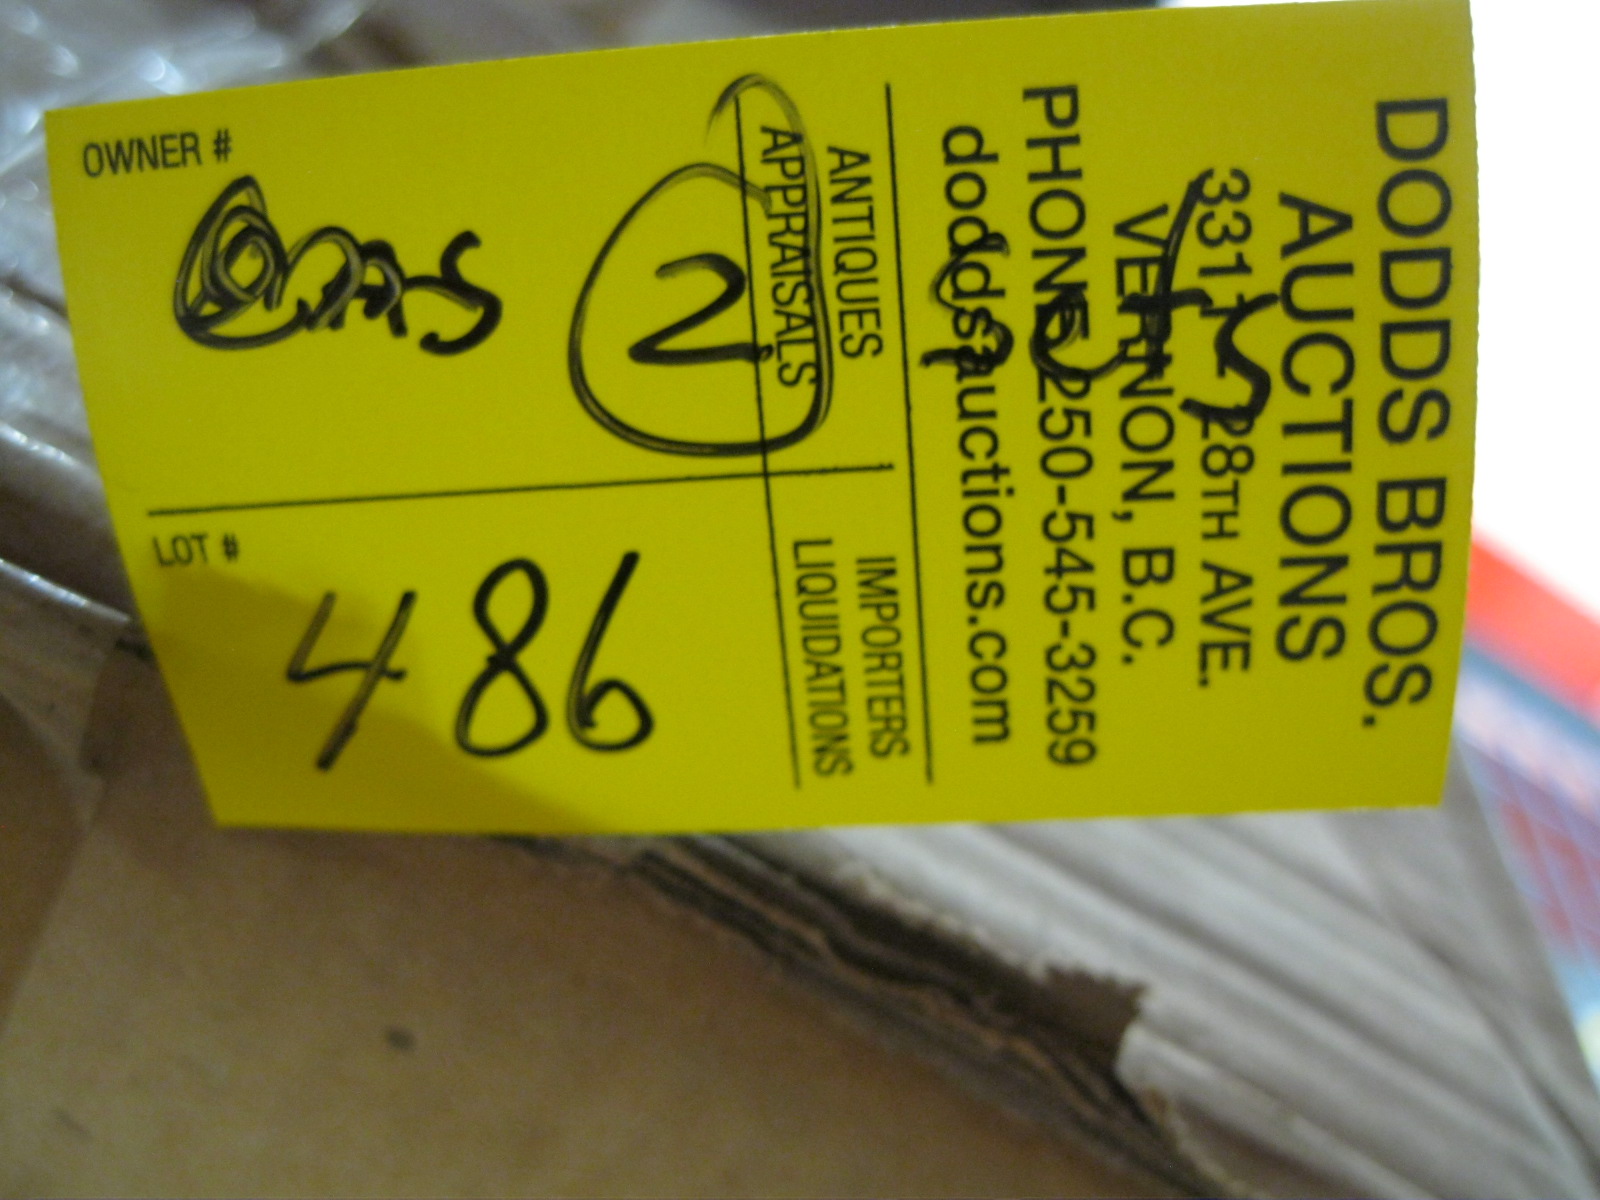 DODDS BROS.
AUCTIONS
3311 28TH AVE.
VERNON, B.C.
PHONE 250-545-3259
doddsauctions.com
ANTIQUES IMPORTERS
APPRAISALS LIQUIDATIONS
OWNER #
2
LOT #
486